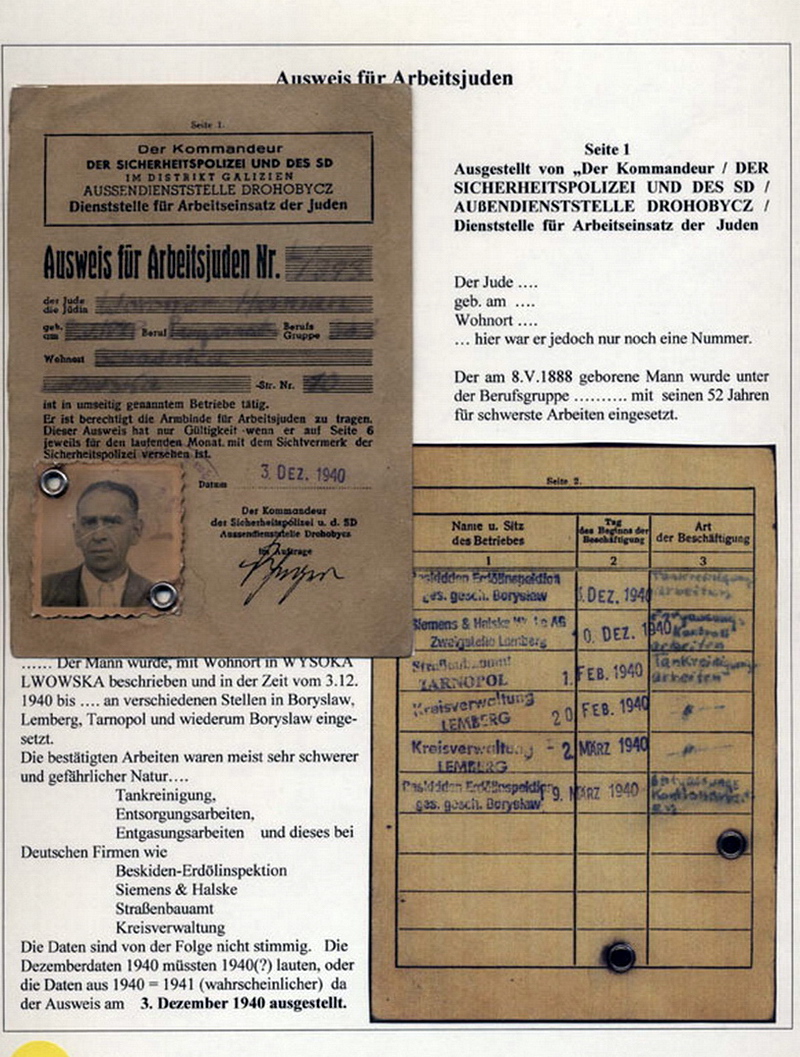 Ausweis für Arbeitsjuden
Seite 1.
Der Kommandeur
DER SICHERHEITSPOLIZEI UND DES SD
IM DISTRIKT GALIZIEN
AUSSENDIENSTSTELLE DROHOBYCZ
Dienststelle für Arbeitseinsatz der Juden
Ausweis für Arbeitsjuden Nr.
der Jude
die Jüdin
geb. am
Beruf
Berufs Gruppe
Wohnort
-Str. Nr.
ist in umseitig genanntem Betriebe tätig.
Er ist berechtigt die Armbinde für Arbeitsjuden zu tragen.
Dieser Ausweis hat nur Gültigkeit wenn er auf Seite 6
jeweils für den laufenden Monat mit dem Sichtvermerk der
Sicherheitspolizei versehen ist.
Datum 3. DEZ. 1940
Der Kommandeur
der Sicherheitspolizei u. d. SD
Aussendienststelle Drohobycz
Im Auftrage
Seite 1
Ausgestellt von „Der Kommandeur / DER
SICHERHEITSPOLIZEI UND DES SD /
AUßENDIENSTSTELLE DROHOBYCZ /
Dienststelle für Arbeitseinsatz der Juden
Der Jude ....
geb. am ....
Wohnort ....
... hier war er jedoch nur noch eine Nummer.
Der am 8.V.1888 geborene Mann wurde unter
der Berufsgruppe .......... mit seinen 52 Jahren
für schwerste Arbeiten eingesetzt.
Seite 2.
Name u. Sitz des Betriebes
Tag des Beginns der Beschäftigung
Art der Beschäftigung
1 2 3
Erdölinspektion
ges. gesch. Boryslaw
DEZ. 1940
Siemens & Halske AG
Zweigstelle Lemberg
0. DEZ. 1940
TARNOPOL
1. FEB. 1940
Kreisverwaltung
LEMBERG
20 FEB. 1940
Kreisverwaltung
LEMBERG
- 2. MÄRZ 1940
Erdölinspektion
ges. gesch. Boryslaw
9. MÄRZ 1940
...... Der Mann wurde, mit Wohnort in WYSOKA
LWOWSKA beschrieben und in der Zeit vom 3.12.
1940 bis .... an verschiedenen Stellen in Boryslaw,
Lemberg, Tarnopol und wiederum Boryslaw einge-
setzt.
Die bestätigten Arbeiten waren meist sehr schwerer
und gefährlicher Natur....
Tankreinigung,
Entsorgungsarbeiten,
Entgasungsarbeiten und dieses bei
Deutschen Firmen wie
Beskiden-Erdölinspektion
Siemens & Halske
Straßenbauamt
Kreisverwaltung
Die Daten sind von der Folge nicht stimmig. Die
Dezemberdaten 1940 müssten 1940(?) lauten, oder
die Daten aus 1940 = 1941 (wahrscheinlicher) da
der Ausweis am 3. Dezember 1940 ausgestellt.